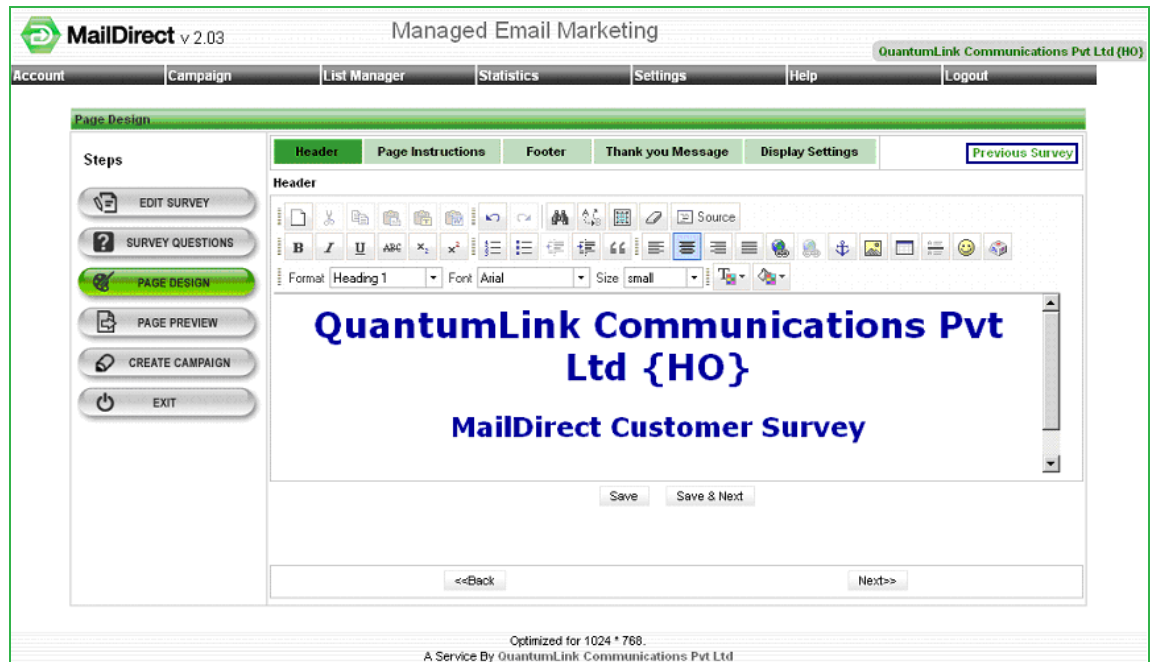 MailDirect v 2.03
Managed Email Marketing
QuantumLink Communications Pvt Ltd {HO}
Account Campaign List Manager Statistics Settings Help Logout
Page Design
Steps
EDIT SURVEY
SURVEY QUESTIONS
PAGE DESIGN
PAGE PREVIEW
CREATE CAMPAIGN
EXIT
Header Page Instructions Footer Thank you Message Display Settings Previous Survey
Header
Source
B I U ABC x₂ x²
Format Heading 1 Font Arial Size small
QuantumLink Communications Pvt
Ltd {HO}
MailDirect Customer Survey
Save Save & Next
<<Back Next>>
Optimized for 1024 * 768.
A Service By QuantumLink Communications Pvt Ltd